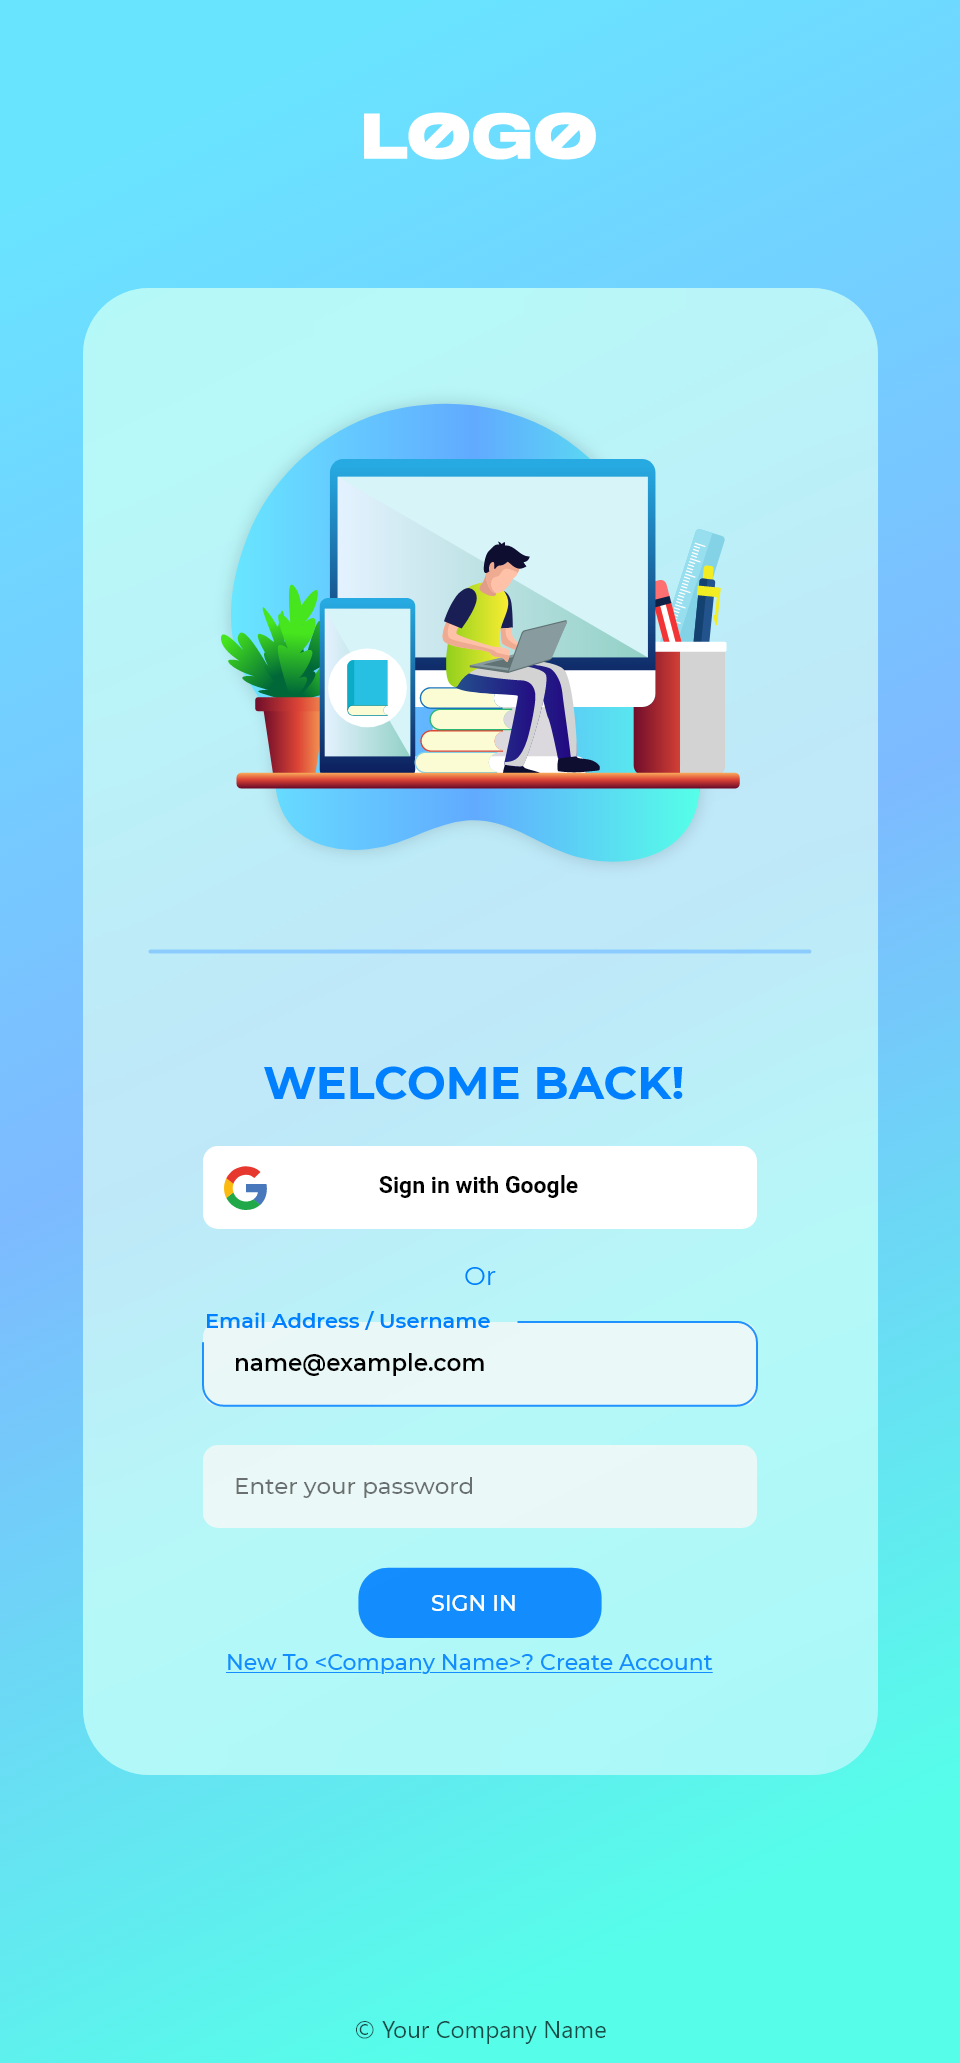 LØGØ
WELCOME BACK!
Sign in with Google
Or
Email Address / Username
name@example.com
Enter your password
SIGN IN
New To <Company Name>? Create Account
© Your Company Name